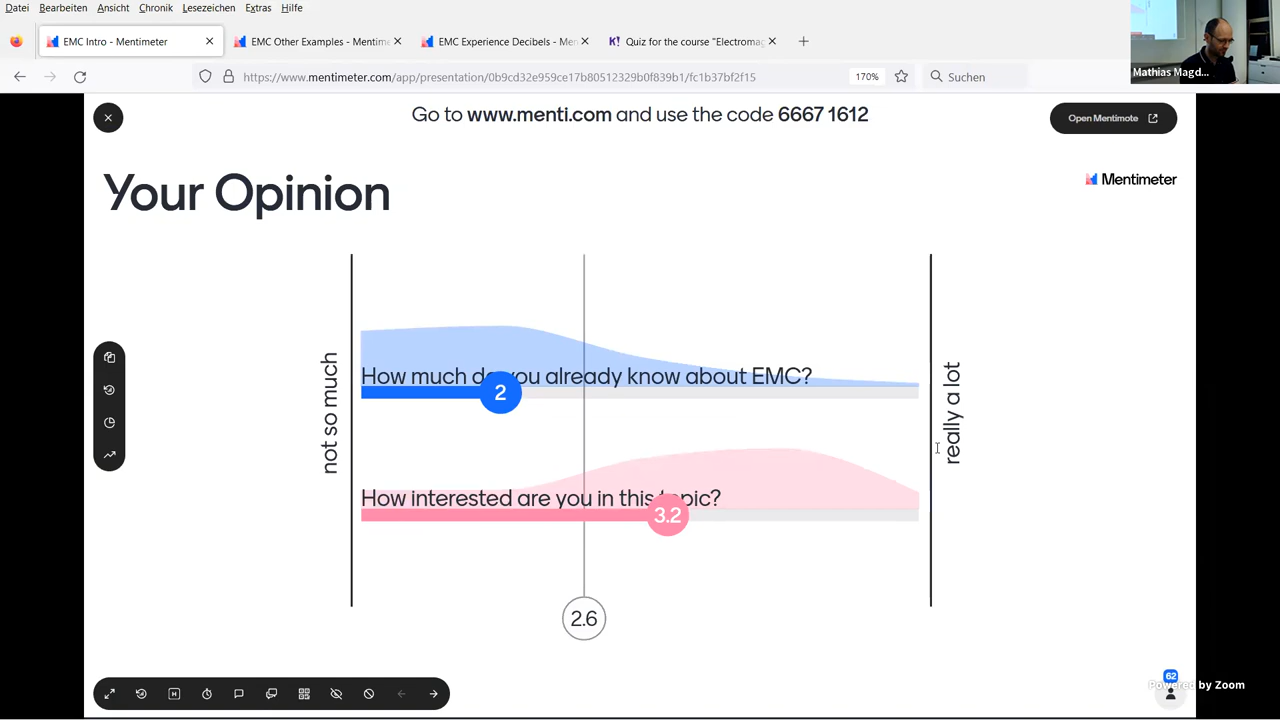 Datei Bearbeiten Ansicht Chronik Lesezeichen Extras Hilfe
EMC Intro - Mentimeter
EMC Other Examples - Mentime
EMC Experience Decibels - Men
K! Quiz for the course "Electromag
https://www.mentimeter.com/app/presentation/0b9cd32e959ce17b80512329b0f839b1/fc1b37bf2f15
170%
Suchen
Mathias Magd...
Go to www.menti.com and use the code 6667 1612
Open Mentimote
Your Opinion
Mentimeter
not so much
really a lot
How much do you already know about EMC?
2
How interested are you in this topic?
3.2
2.6
62
Powered by Zoom